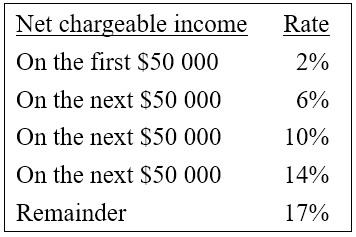 Net chargeable income Rate
On the first $50 000 2%
On the next $50 000 6%
On the next $50 000 10%
On the next $50 000 14%
Remainder 17%